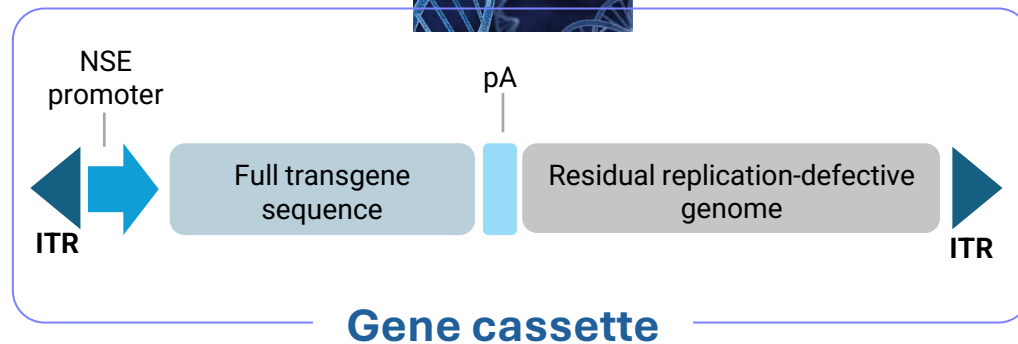 NSE
promoter
pA
Full transgene
sequence
Residual replication-defective
genome
ITR
ITR
Gene cassette